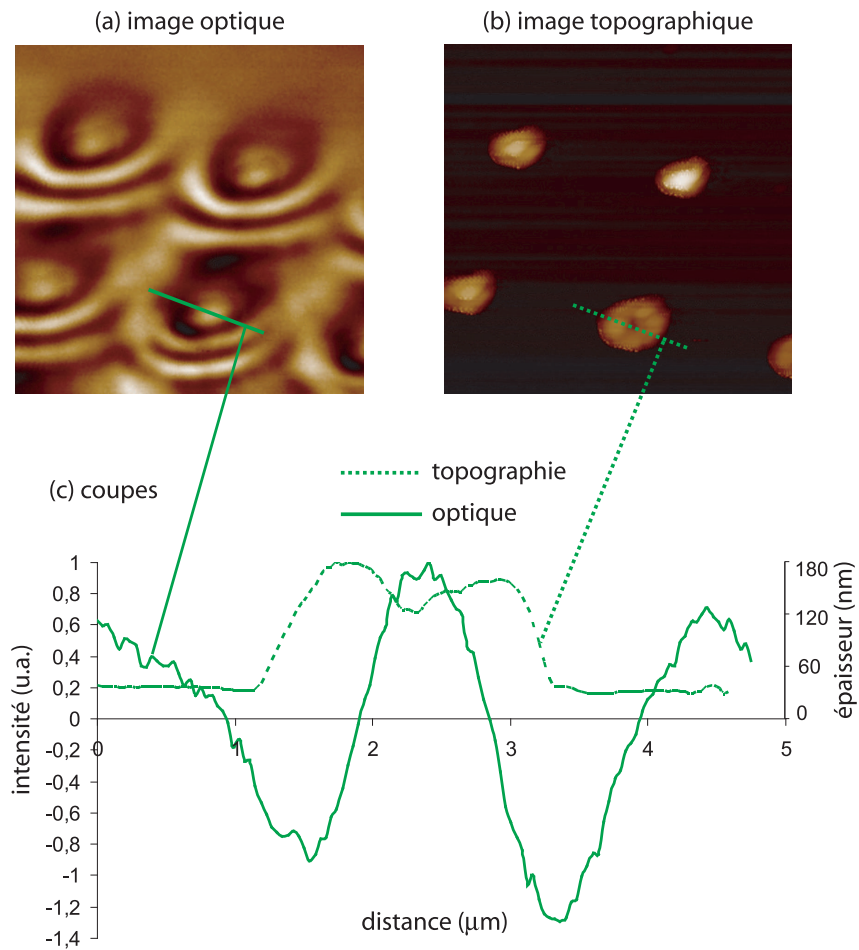 (a) image optique
(b) image topographique
(c) coupes
topographie
optique
intensité (u.a.)
1
0,8
0,6
0,4
0,2
0
-0,2
-0,4
-0,6
-0,8
-1
-1,2
-1,4
180
120
60
0
épaisseur (nm)
0
1
2
3
4
5
distance (μm)